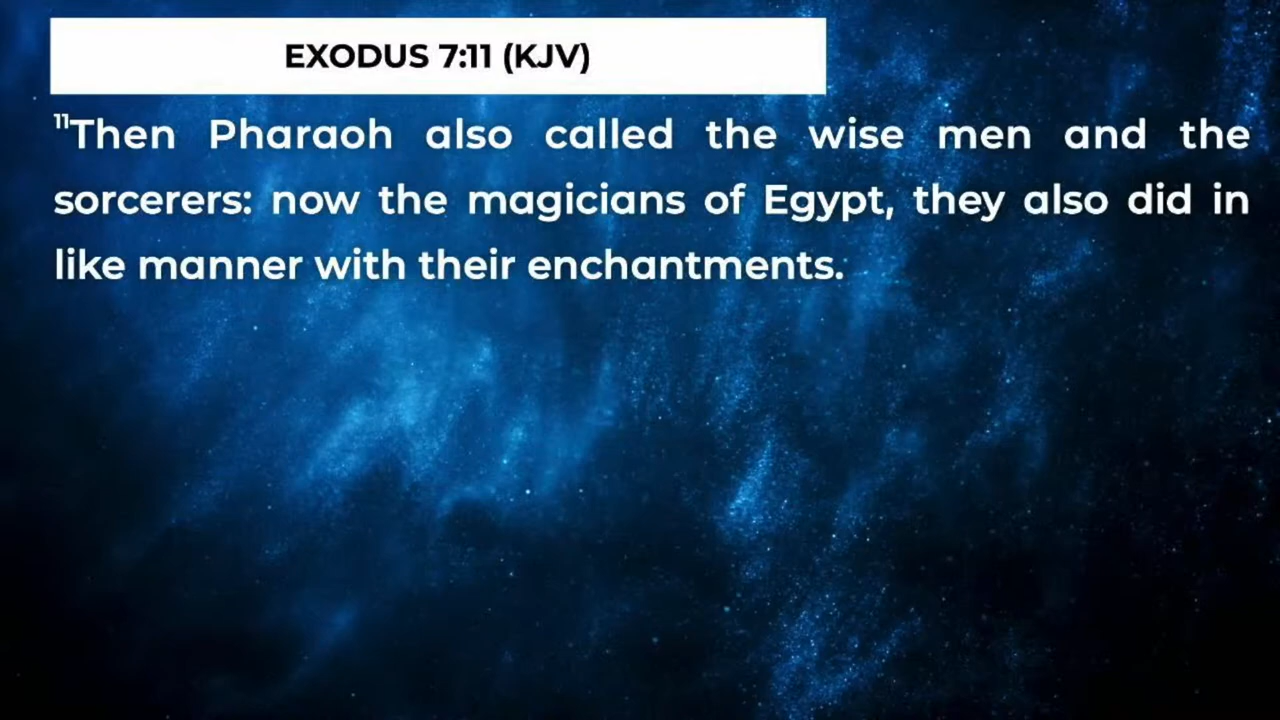 EXODUS 7:11 (KJV)
¹¹Then Pharaoh also called the wise men and the
sorcerers: now the magicians of Egypt, they also did in
like manner with their enchantments.